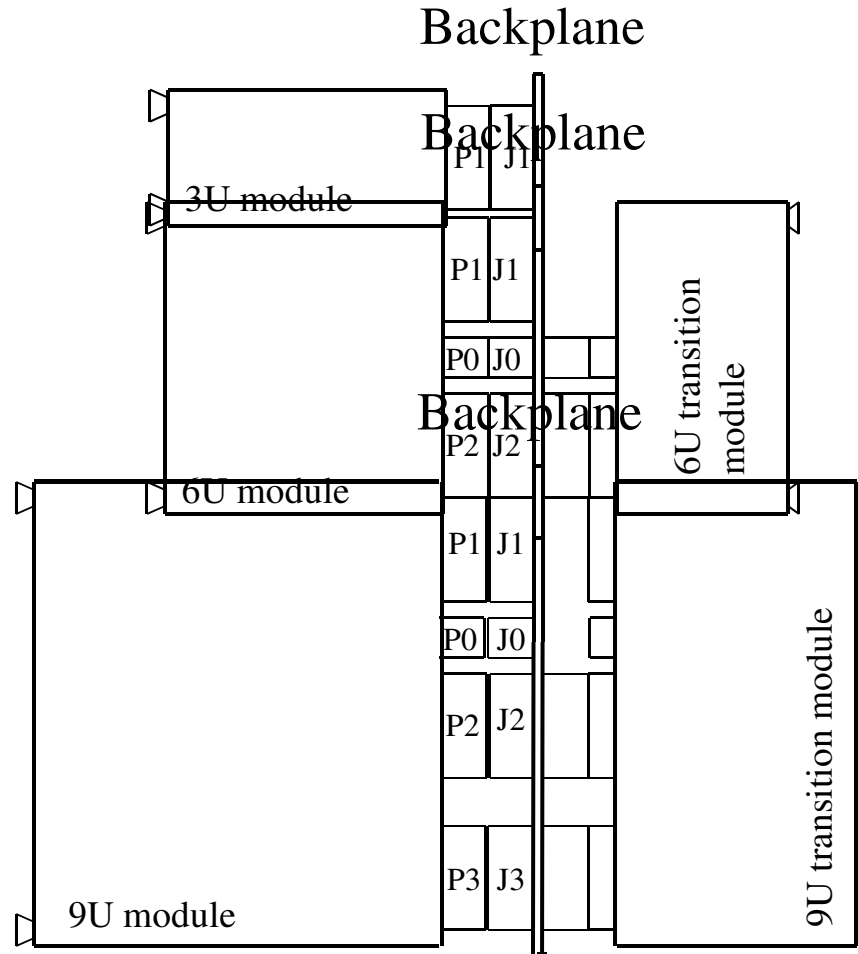 Backplane
Backplane
P1 J1
3U module
P1 J1
P0 J0
Backplane
P2 J2
6U transition
module
6U module
P1 J1
P0 J0
P2 J2
P3 J3
9U module
9U transition module